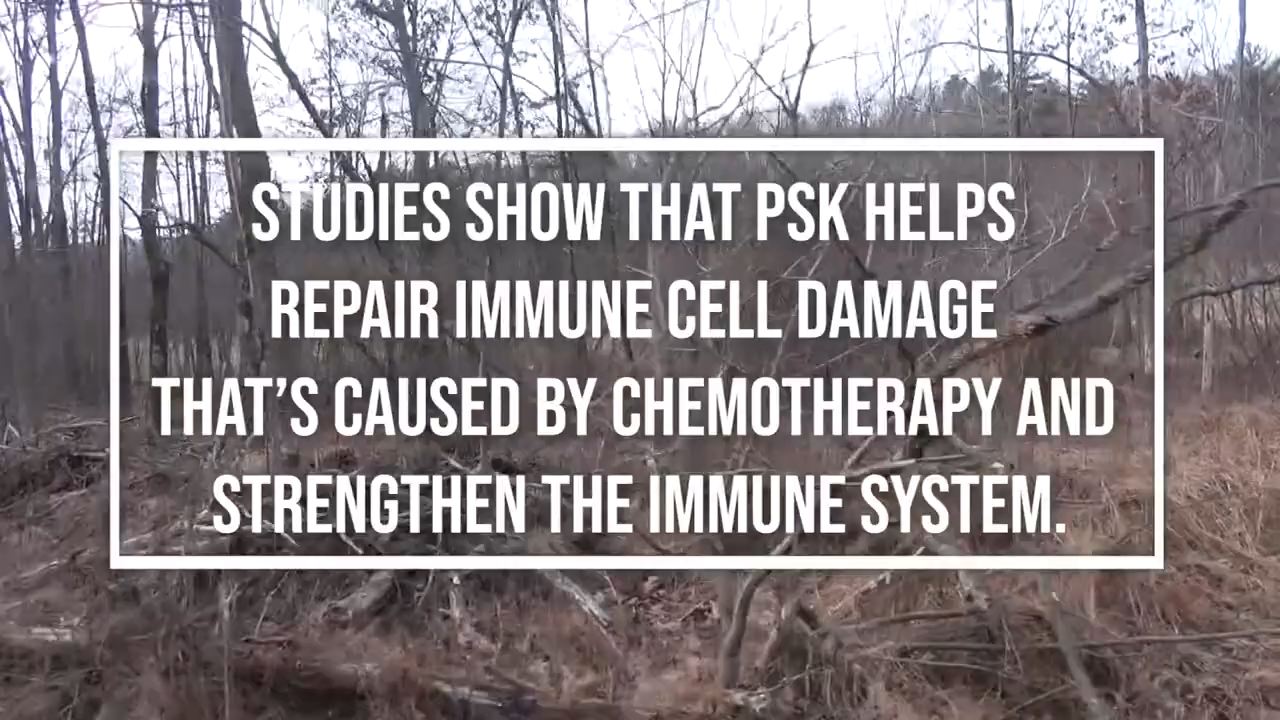 STUDIES SHOW THAT PSK HELPS
REPAIR IMMUNE CELL DAMAGE
THAT'S CAUSED BY CHEMOTHERAPY AND
STRENGTHEN THE IMMUNE SYSTEM.